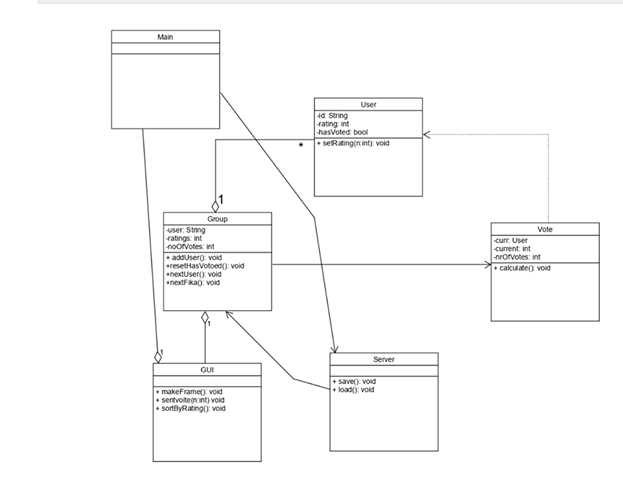 Main
User
-id: String
-rating: int
-hasVoted: bool
+ setRating(n:int): void
*
1
Group
-user: String
-ratings: int
-noOfVotes: int
+ addUser(): void
+resetHasVotoed(): void
+nextUser(): void
+nextFika(): void
Vote
-curr: User
-current: int
-nrOfVotes: int
+ calculate(): void
1
1
GUI
+ makeFrame(): void
+ sentvoite(n:int) void
+ sortByRating(): void
Server
+ save(): void
+ load(): void